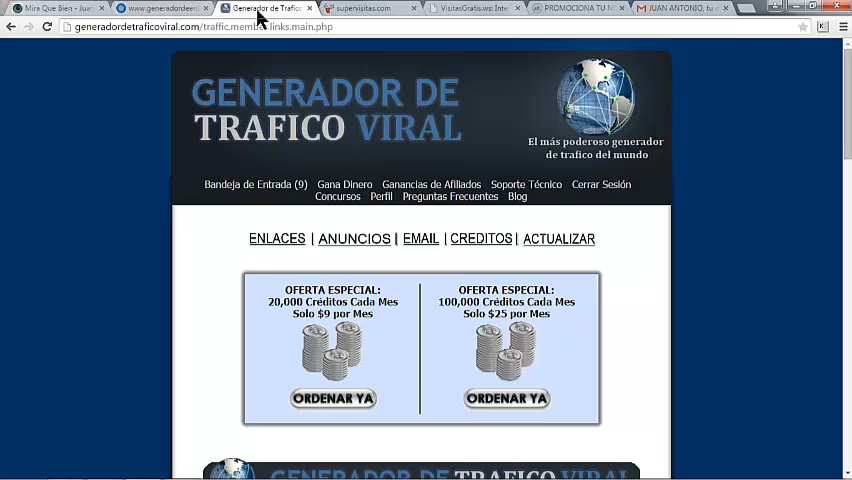 Mira Que Bien - Juan
www.generadordeenl
Generador de Trafico
supervisitas.com
VisitasGratis.ws: Inte
PROMOCIONA TU N
JUAN ANTONIO, tu c
generadordetraficoviral.com/traffic.member.links.main.php
GENERADOR DE
TRAFICO VIRAL
El más poderoso generador
de trafico del mundo
Bandeja de Entrada (9) Gana Dinero Ganancias de Afiliados Soporte Técnico Cerrar Sesión
Concursos Perfil Preguntas Frecuentes Blog
ENLACES | ANUNCIOS | EMAIL | CREDITOS | ACTUALIZAR
OFERTA ESPECIAL:
20,000 Créditos Cada Mes
Solo $9 por Mes
ORDENAR YA
OFERTA ESPECIAL:
100,000 Créditos Cada Mes
Solo $25 por Mes
ORDENAR YA
GENERADOR DE TRAFICO VIRAL